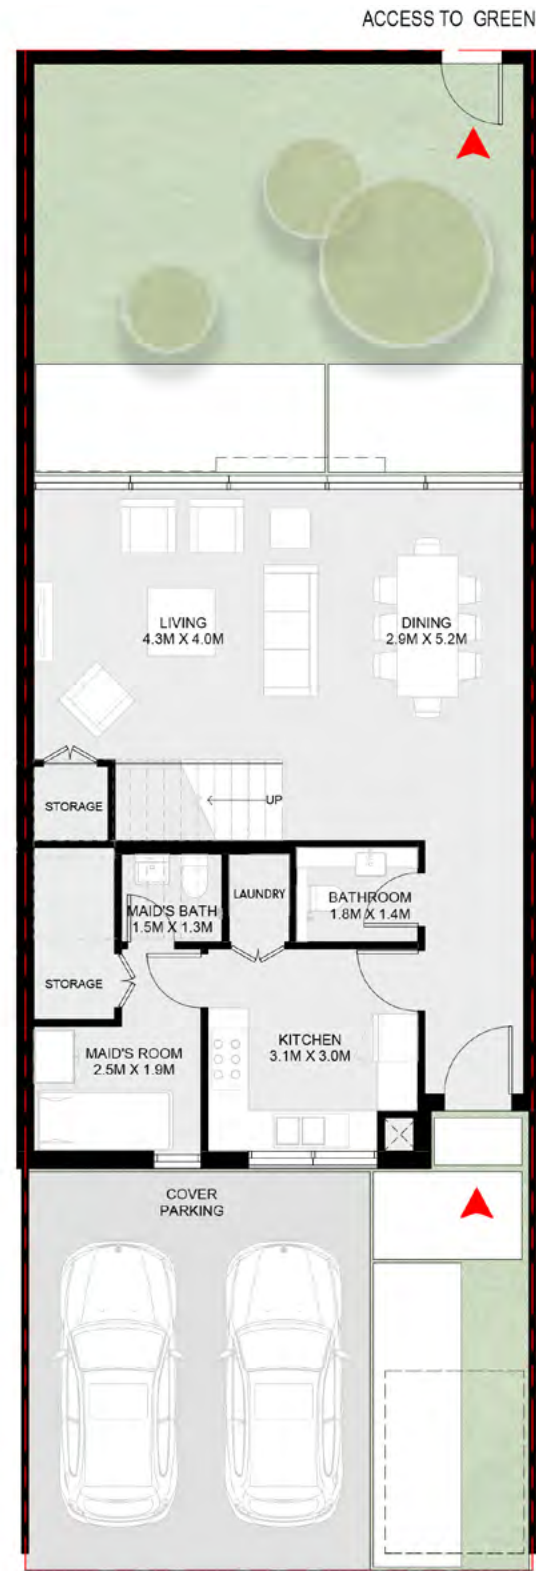 ACCESS TO GREEN
LIVING
4.3M X 4.0M
DINING
2.9M X 5.2M
STORAGE
UP
MAID'S BATH
1.5M X 1.3M
LAUNDRY
BATHROOM
1.8M X 1.4M
STORAGE
MAID'S ROOM
2.5M X 1.9M
KITCHEN
3.1M X 3.0M
COVER
PARKING